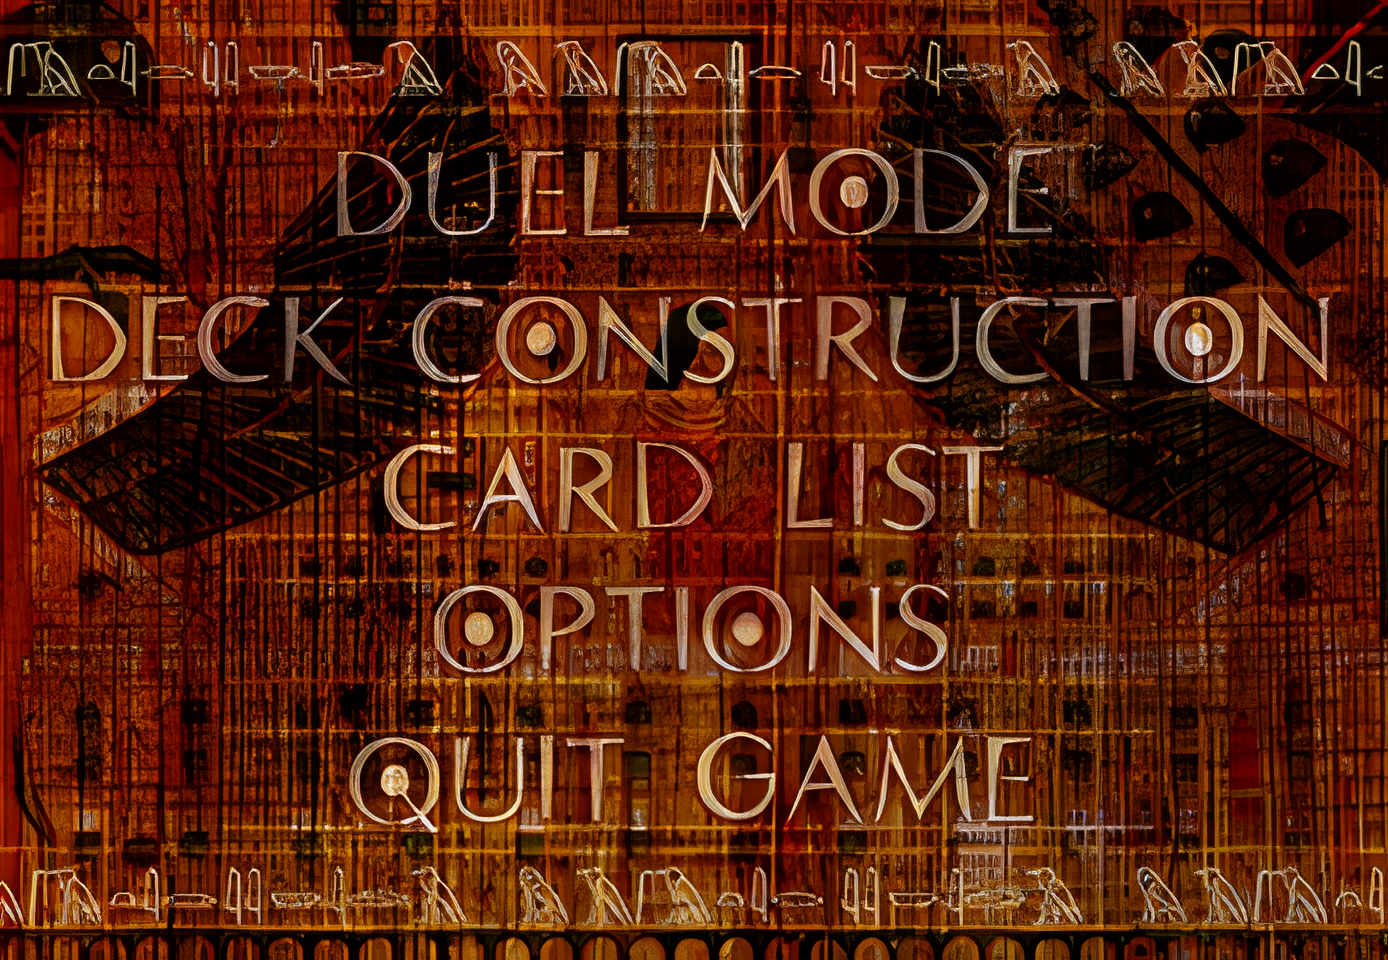 DUEL MODE
DECK CONSTRUCTION
CARD LIST
OPTIONS
QUIT GAME